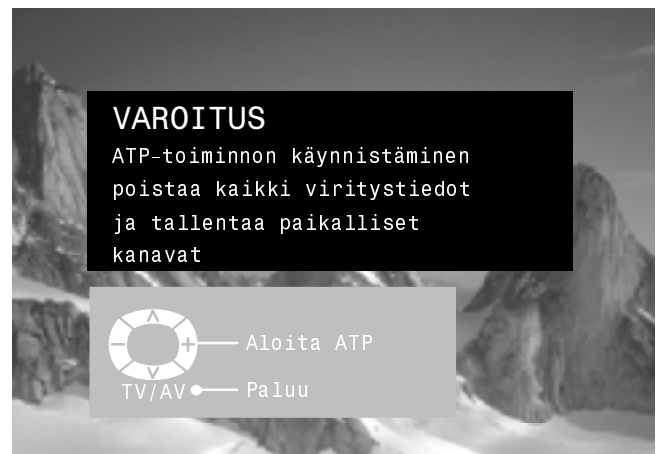 VAROITUS
ATP-toiminnon käynnistäminen
poistaa kaikki viritystiedot
ja tallentaa paikalliset
kanavat
Aloita ATP
TV/AV Paluu